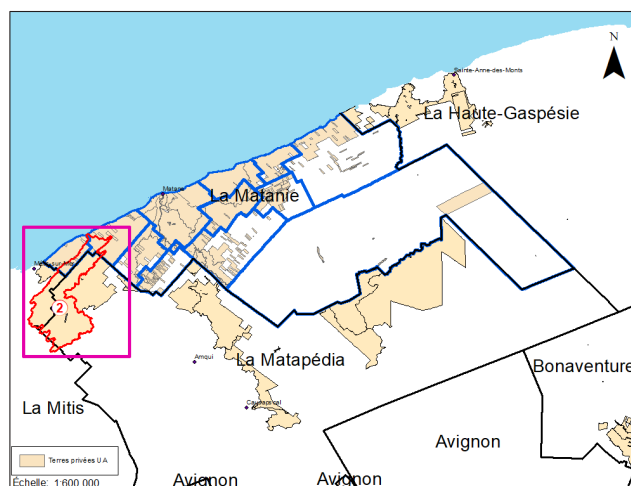 N
Sainte-Anne-des-Monts
La Haute-Gaspésie
Matane
La Matanie
2
La Matapédia
Amqui
Causapscal
Bonaventure
La Mitis
Avignon
Terres privées UA
Échelle: 1:600 000
Avignon
Avignon